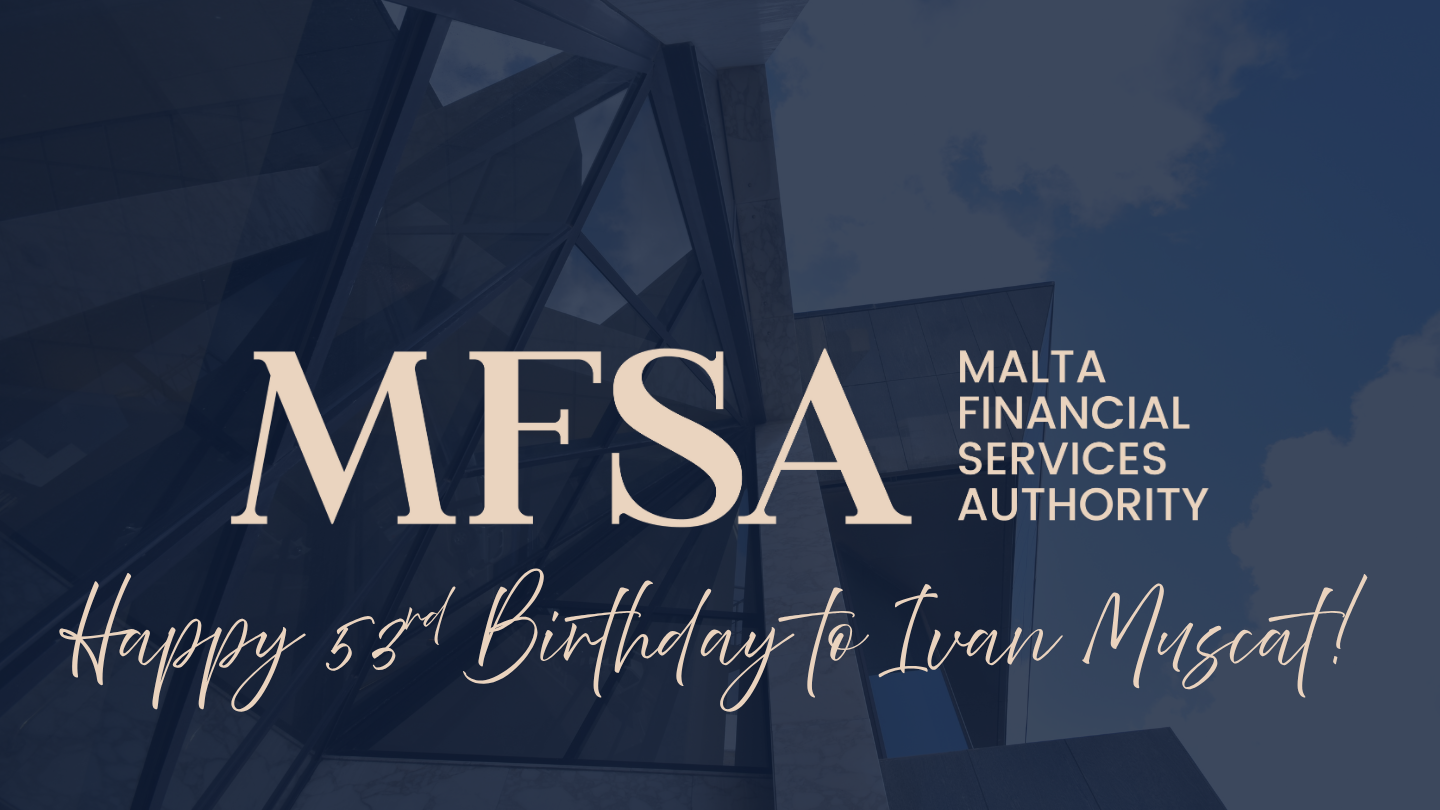 MFSA
MALTA
FINANCIAL
SERVICES
AUTHORITY
Happy 53rd Birthday to Ivan Muscat!